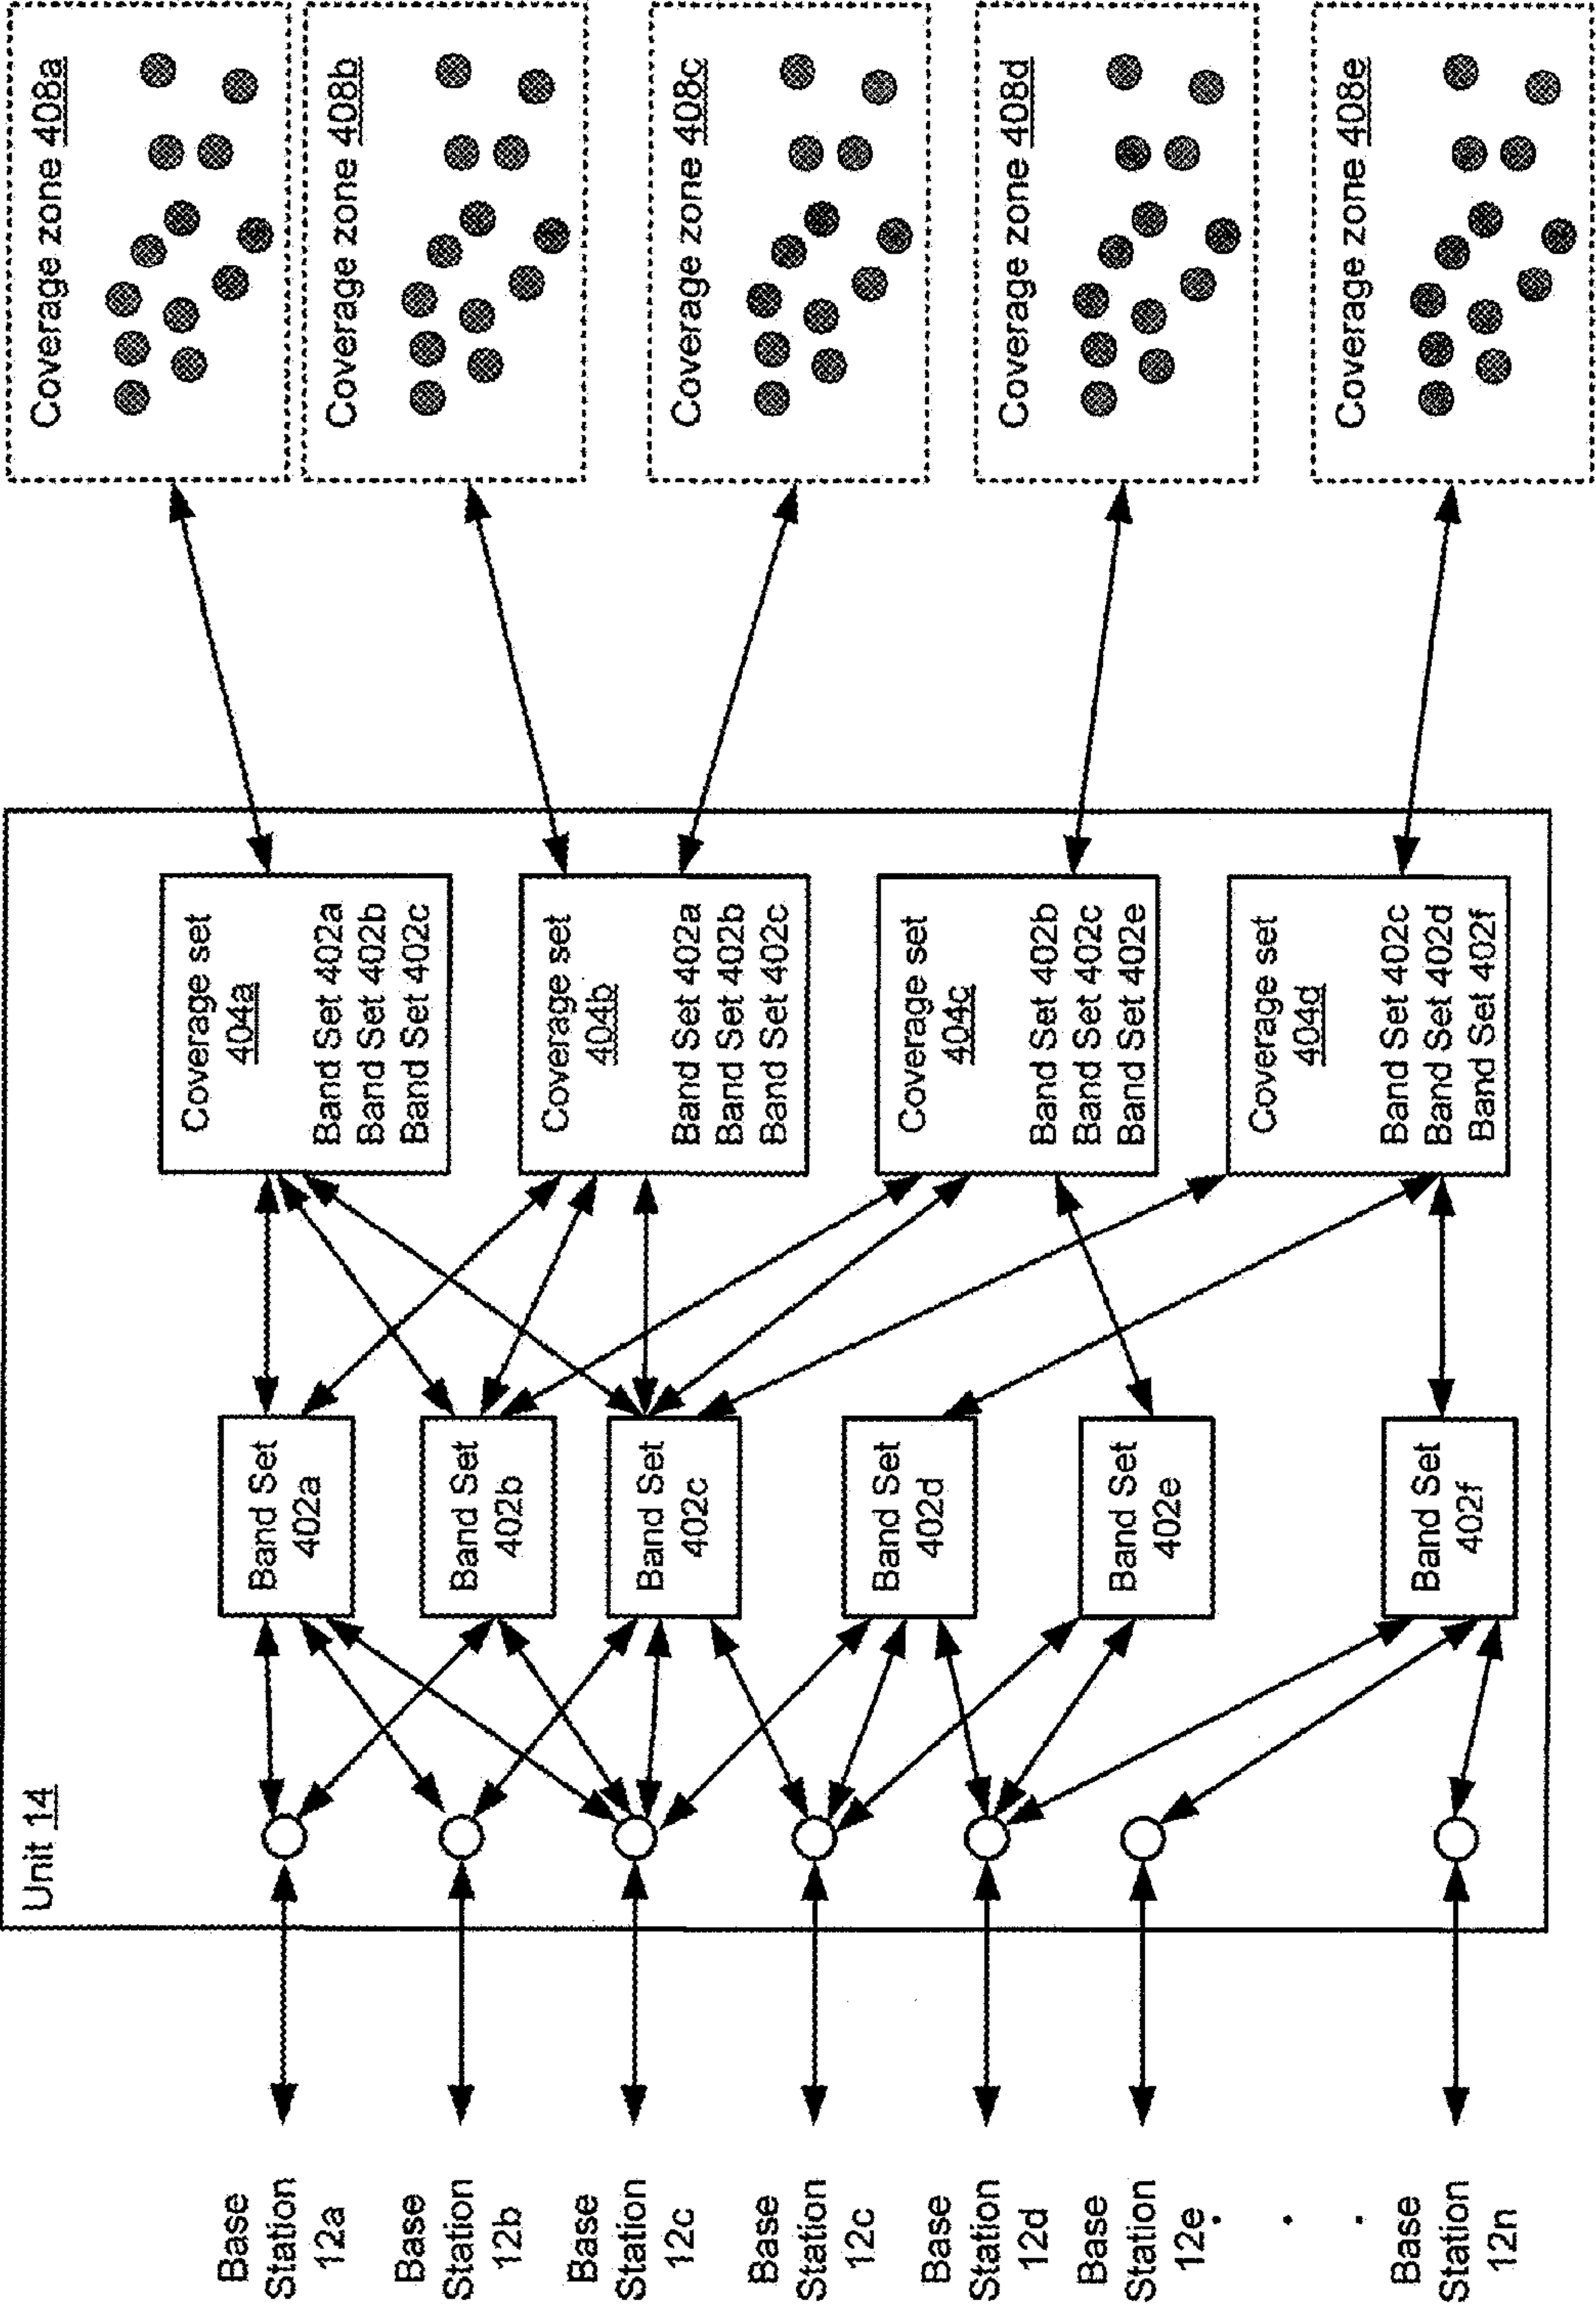 Unit 14
Base
Station
12a
Base
Station
12b
Base
Station
12c
Base
Station
12c
Base
Station
12d
Base
Station
12e
. . .
Base
Station
12n
Band Set
402a
Band Set
402b
Band Set
402c
Band Set
402d
Band Set
402e
Band Set
402f
Coverage set
404a
Band Set 402a
Band Set 402b
Band Set 402c
Coverage set
404b
Band Set 402a
Band Set 402b
Band Set 402c
Coverage set
404c
Band Set 402b
Band Set 402c
Band Set 402e
Coverage set
404d
Band Set 402c
Band Set 402d
Band Set 402f
Coverage zone 408a
Coverage zone 408b
Coverage zone 408c
Coverage zone 408d
Coverage zone 408e